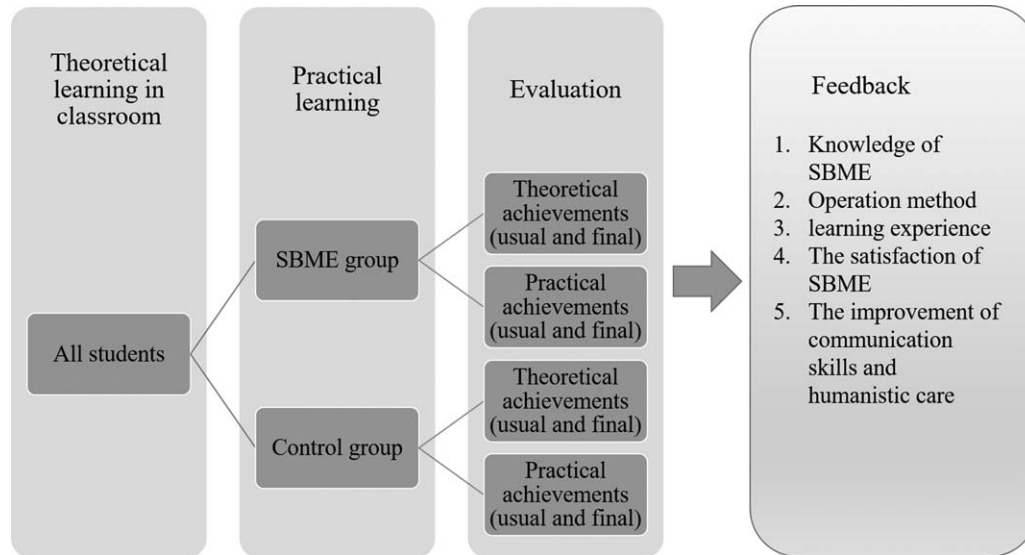 Theoretical
learning in
classroom
All students
Practical
learning
SBME group
Control group
Evaluation
Theoretical
achievements
(usual and final)
Practical
achievements
(usual and final)
Theoretical
achievements
(usual and final)
Practical
achievements
(usual and final)
Feedback
1. Knowledge of
SBME
2. Operation method
3. learning experience
4. The satisfaction of
SBME
5. The improvement of
communication
skills and
humanistic care